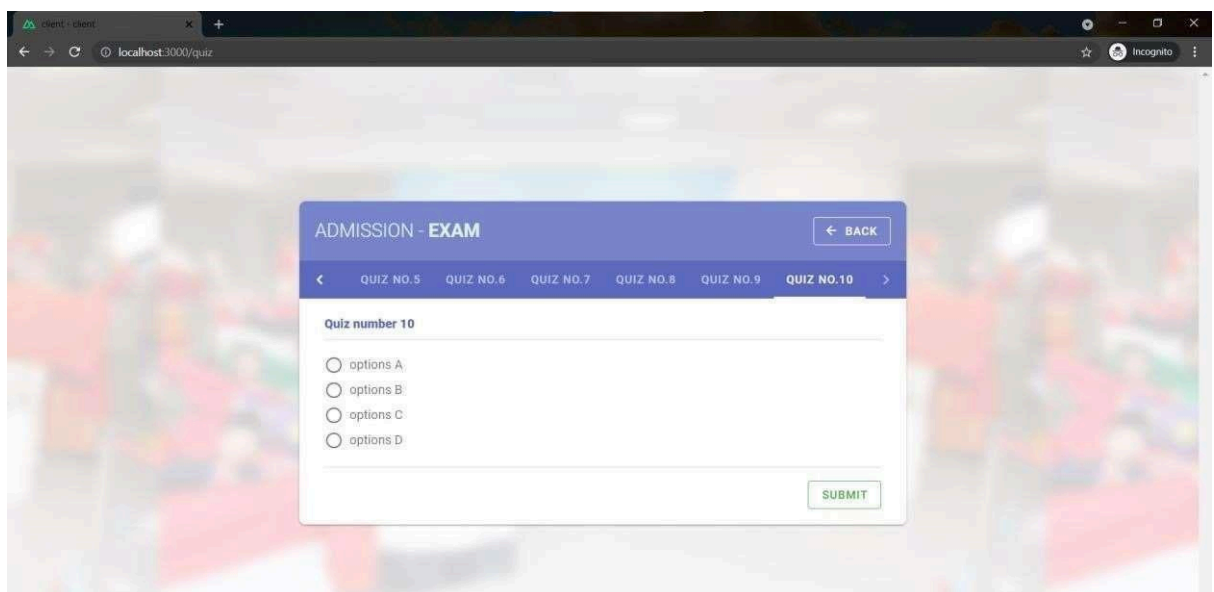 client - client
localhost:3000/quiz
Incognito
ADMISSION - EXAM
BACK
QUIZ NO.5 QUIZ NO.6 QUIZ NO.7 QUIZ NO.8 QUIZ NO.9 QUIZ NO.10
Quiz number 10
options A
options B
options C
options D
SUBMIT